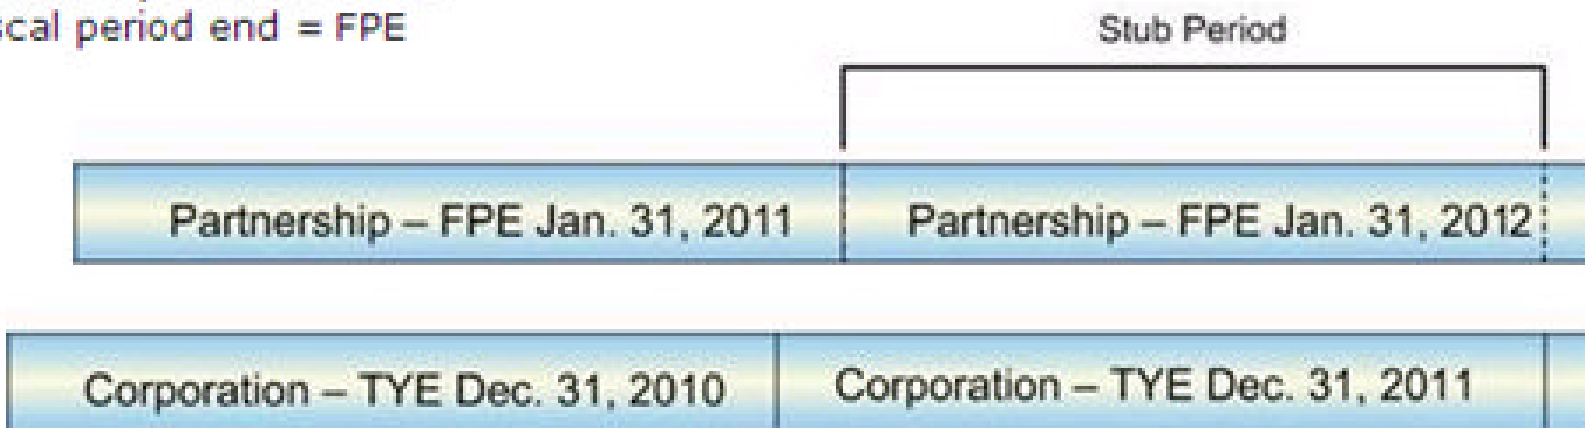 scal period end = FPE
Stub Period
Partnership – FPE Jan. 31, 2011
Partnership – FPE Jan. 31, 2012
Corporation – TYE Dec. 31, 2010
Corporation – TYE Dec. 31, 2011